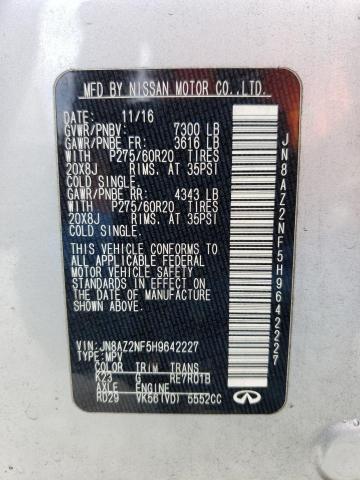 MFD BY NISSAN MOTOR CO.,LTD.
11/16
GVWR/PNBV: 7300 LB
GAWR/PNBE FR: 3616 LB
WITH P275/60R20 TIRES
20X8J RIMS, AT 35PSI
COLD SINGLE.
GAWR/PNBE RR: 4343 LB
WITH P275/60R20 TIRES
20X8J RIMS, AT 35PSI
COLD SINGLE.
THIS VEHICLE CONFORMS TO
ALL APPLICABLE FEDERAL
MOTOR VEHICLE SAFETY
STANDARDS IN EFFECT ON
THE DATE OF MANUFACTURE
SHOWN ABOVE.
VIN: JN8AZ2NF5H9642227
TYPE: MPV
COLOR TRIM TRANS
K23 G RE7R01B
AXLE ENGINE
RD29 VK56(VD) 5552CC
JN8AZ2NF5H9642227